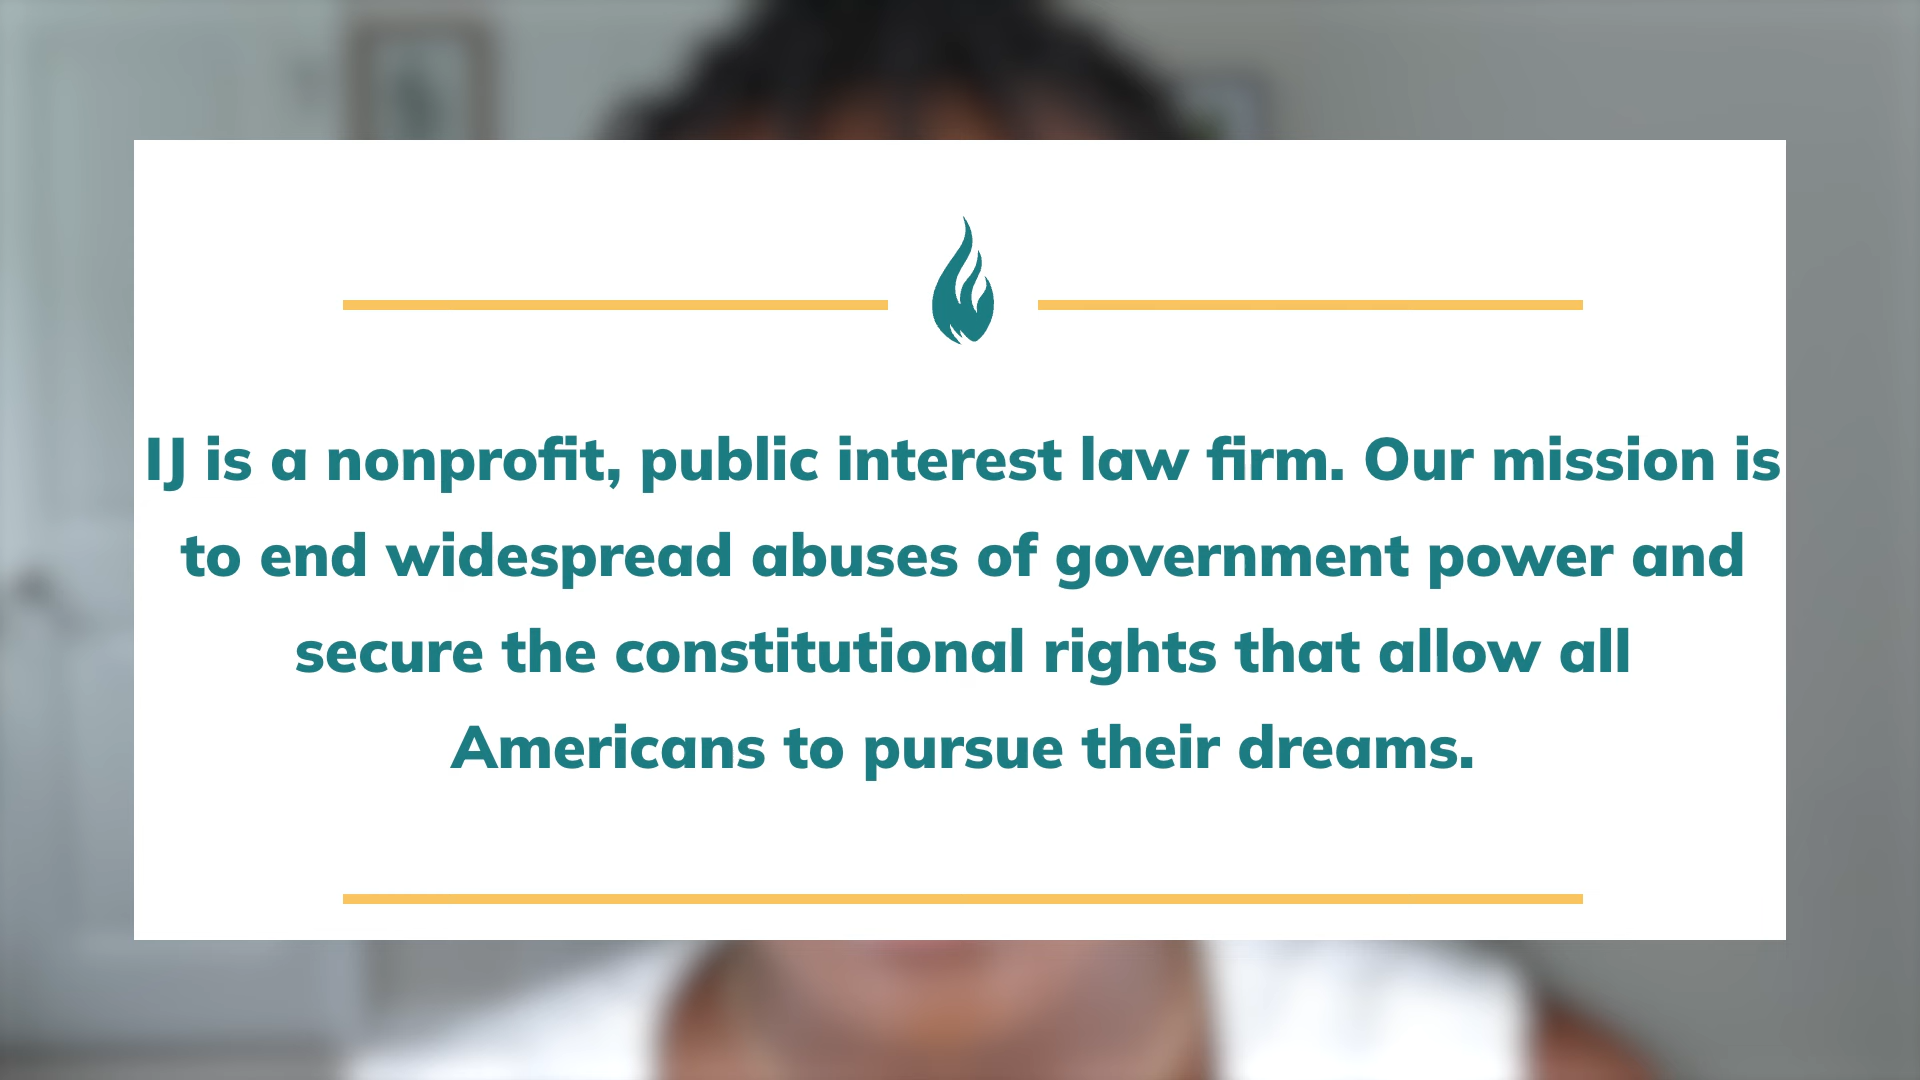 IJ is a nonprofit, public interest law firm. Our mission is
to end widespread abuses of government power and
secure the constitutional rights that allow all
Americans to pursue their dreams.